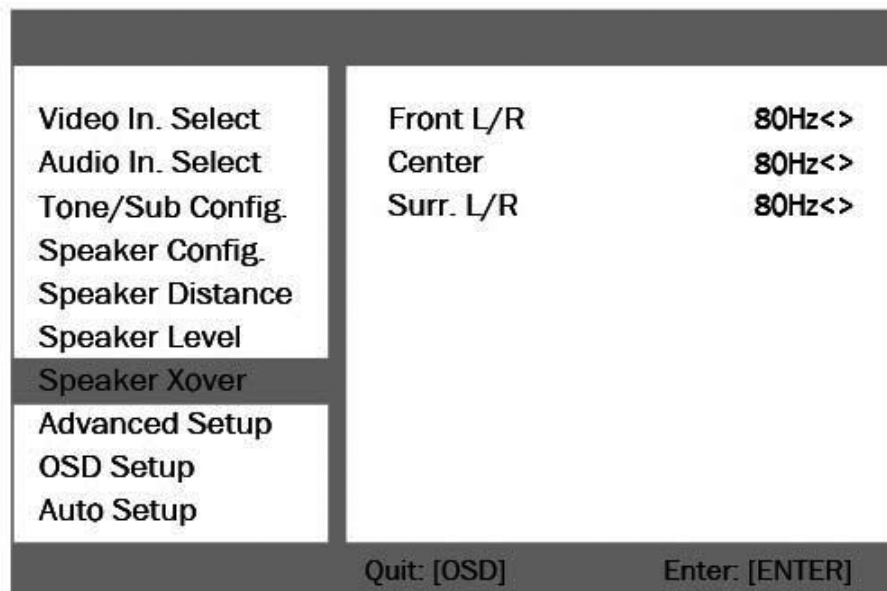 Video In. Select
Audio In. Select
Tone/Sub Config.
Speaker Config.
Speaker Distance
Speaker Level
Speaker Xover
Advanced Setup
OSD Setup
Auto Setup
Front L/R 80Hz<>
Center 80Hz<>
Surr. L/R 80Hz<>
Quit: [OSD] Enter: [ENTER]